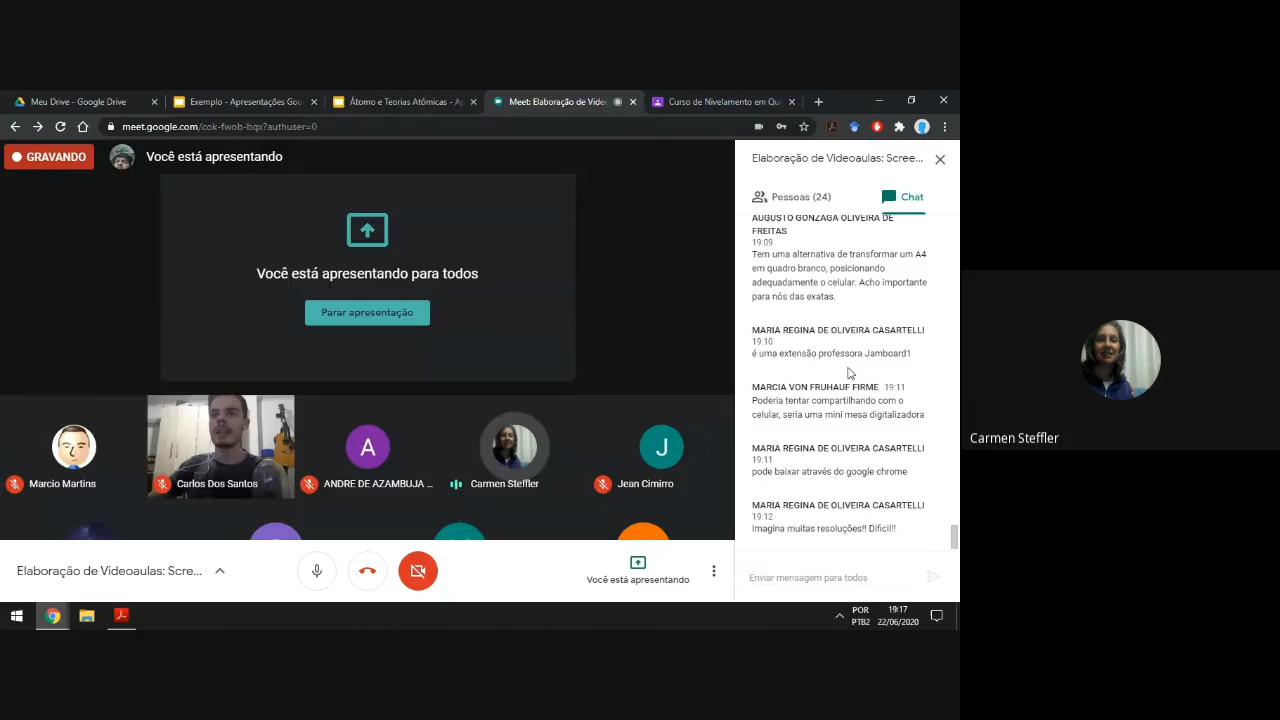 Meu Drive - Google Drive
Exemplo - Apresentações Goo
Átomo e Teorias Atômicas - A
Meet: Elaboração de Vide
Curso de Nivelamento em Qu
meet.google.com/cok-fwob-bqx?authuser=0
GRAVANDO
Você está apresentando
Você está apresentando para todos
Parar apresentação
Marcio Martins
Carlos Dos Santos
A
ANDRE DE AZAMBUJA ...
Carmen Steffler
J
Jean Cimirro
Elaboração de Videoaulas: Scre...
Você está apresentando
Elaboração de Videoaulas: Scree...
Pessoas (24)
Chat
AUGUSTO GONZAGA OLIVEIRA DE
FREITAS
19:09
Tem uma alternativa de transformar um A4
em quadro branco, posicionando
adequadamente o celular. Acho importante
para nós das exatas.
MARIA REGINA DE OLIVEIRA CASARTELLI
19:10
é uma extensão professora Jamboard1
MARCIA VON FRUHAUF FIRME 19:11
Poderia tentar compartilhando com o
celular, seria uma mini mesa digitalizadora
MARIA REGINA DE OLIVEIRA CASARTELLI
19:11
pode baixar através do google chrome
MARIA REGINA DE OLIVEIRA CASARTELLI
19:12
Imagina muitas resoluções!! Difícil!!
Enviar mensagem para todos
POR
PTB2
19:17
22/06/2020
Carmen Steffler